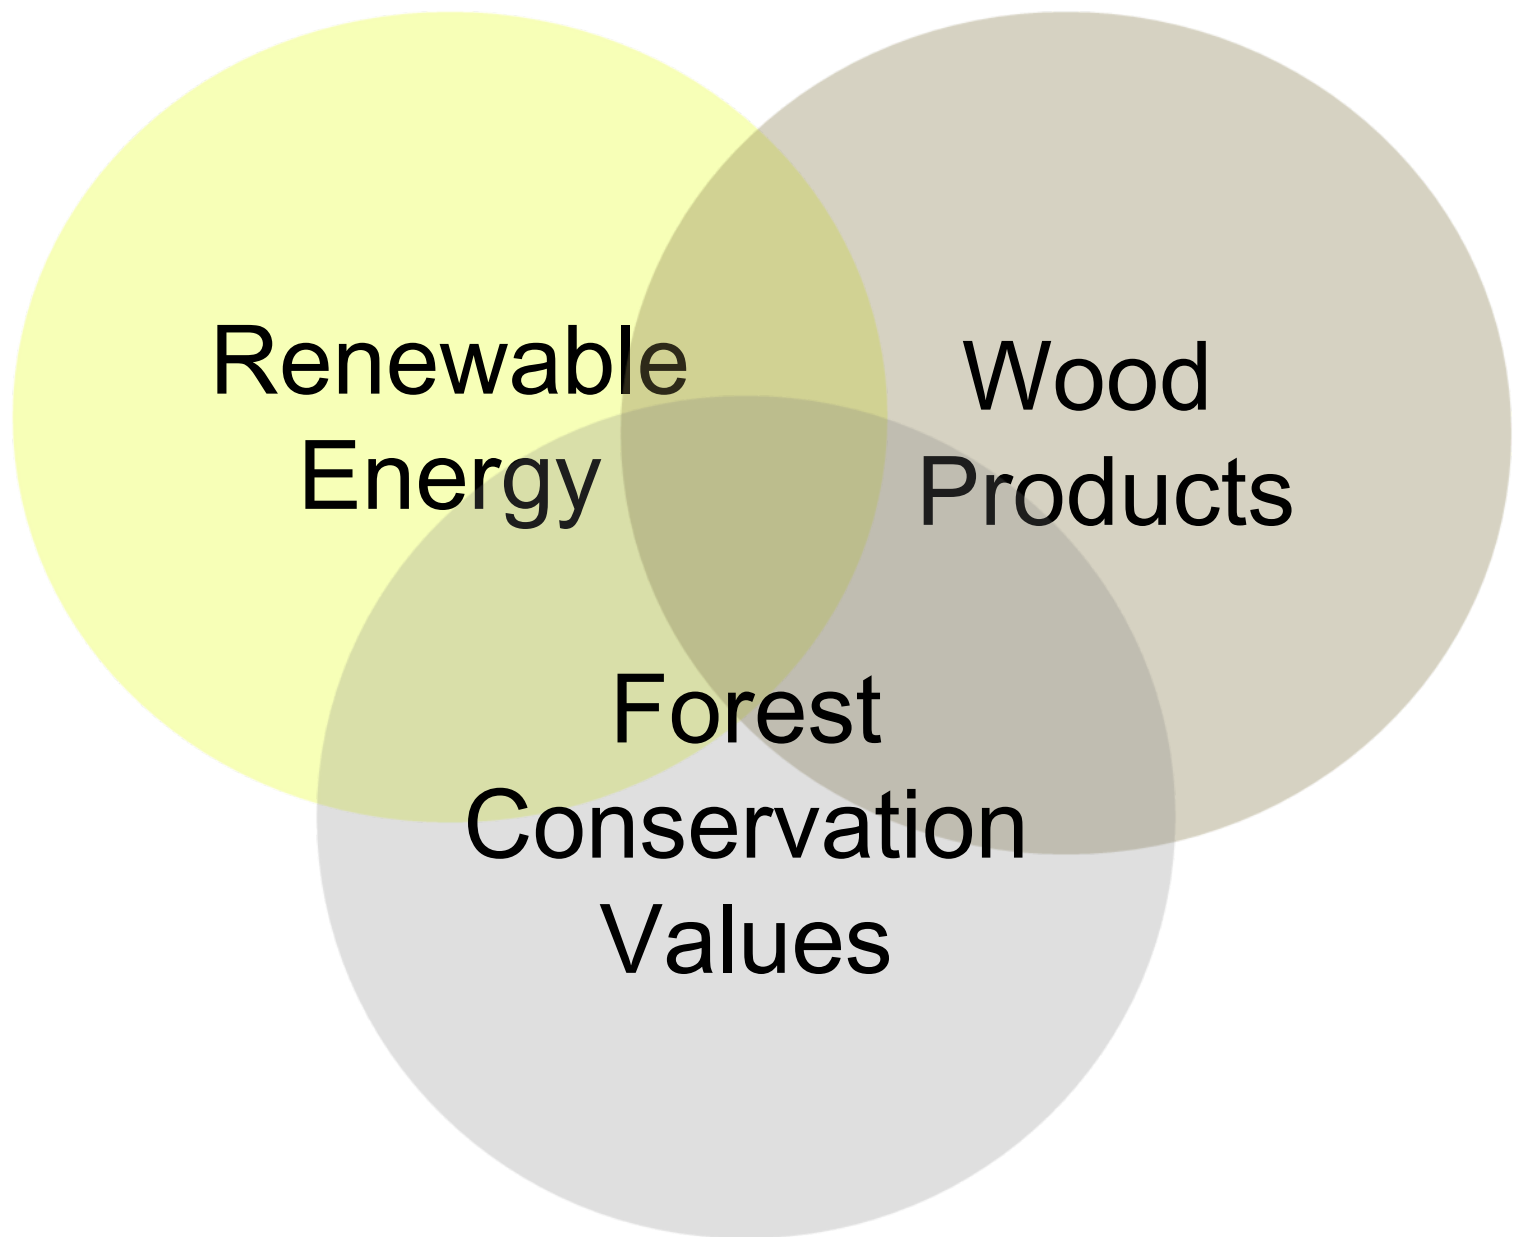 Renewable
Energy
Wood
Products
Forest
Conservation
Values